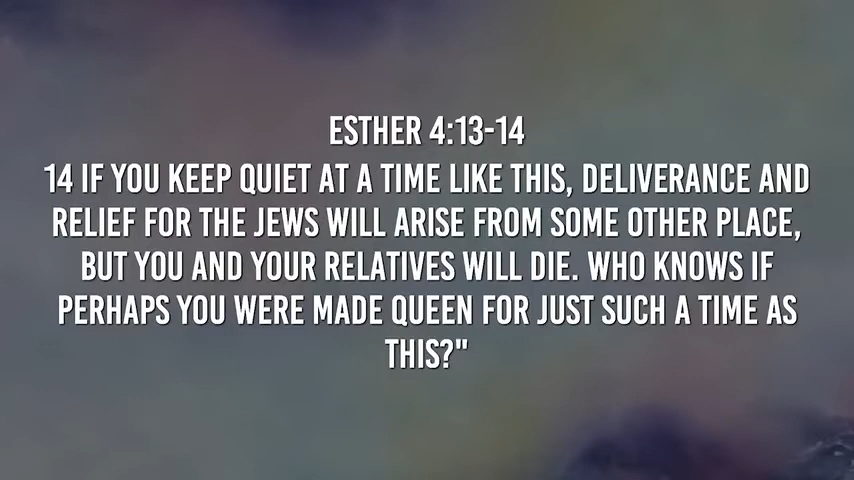 ESTHER 4:13-14
14 IF YOU KEEP QUIET AT A TIME LIKE THIS, DELIVERANCE AND
RELIEF FOR THE JEWS WILL ARISE FROM SOME OTHER PLACE,
BUT YOU AND YOUR RELATIVES WILL DIE. WHO KNOWS IF
PERHAPS YOU WERE MADE QUEEN FOR JUST SUCH A TIME AS
THIS?"